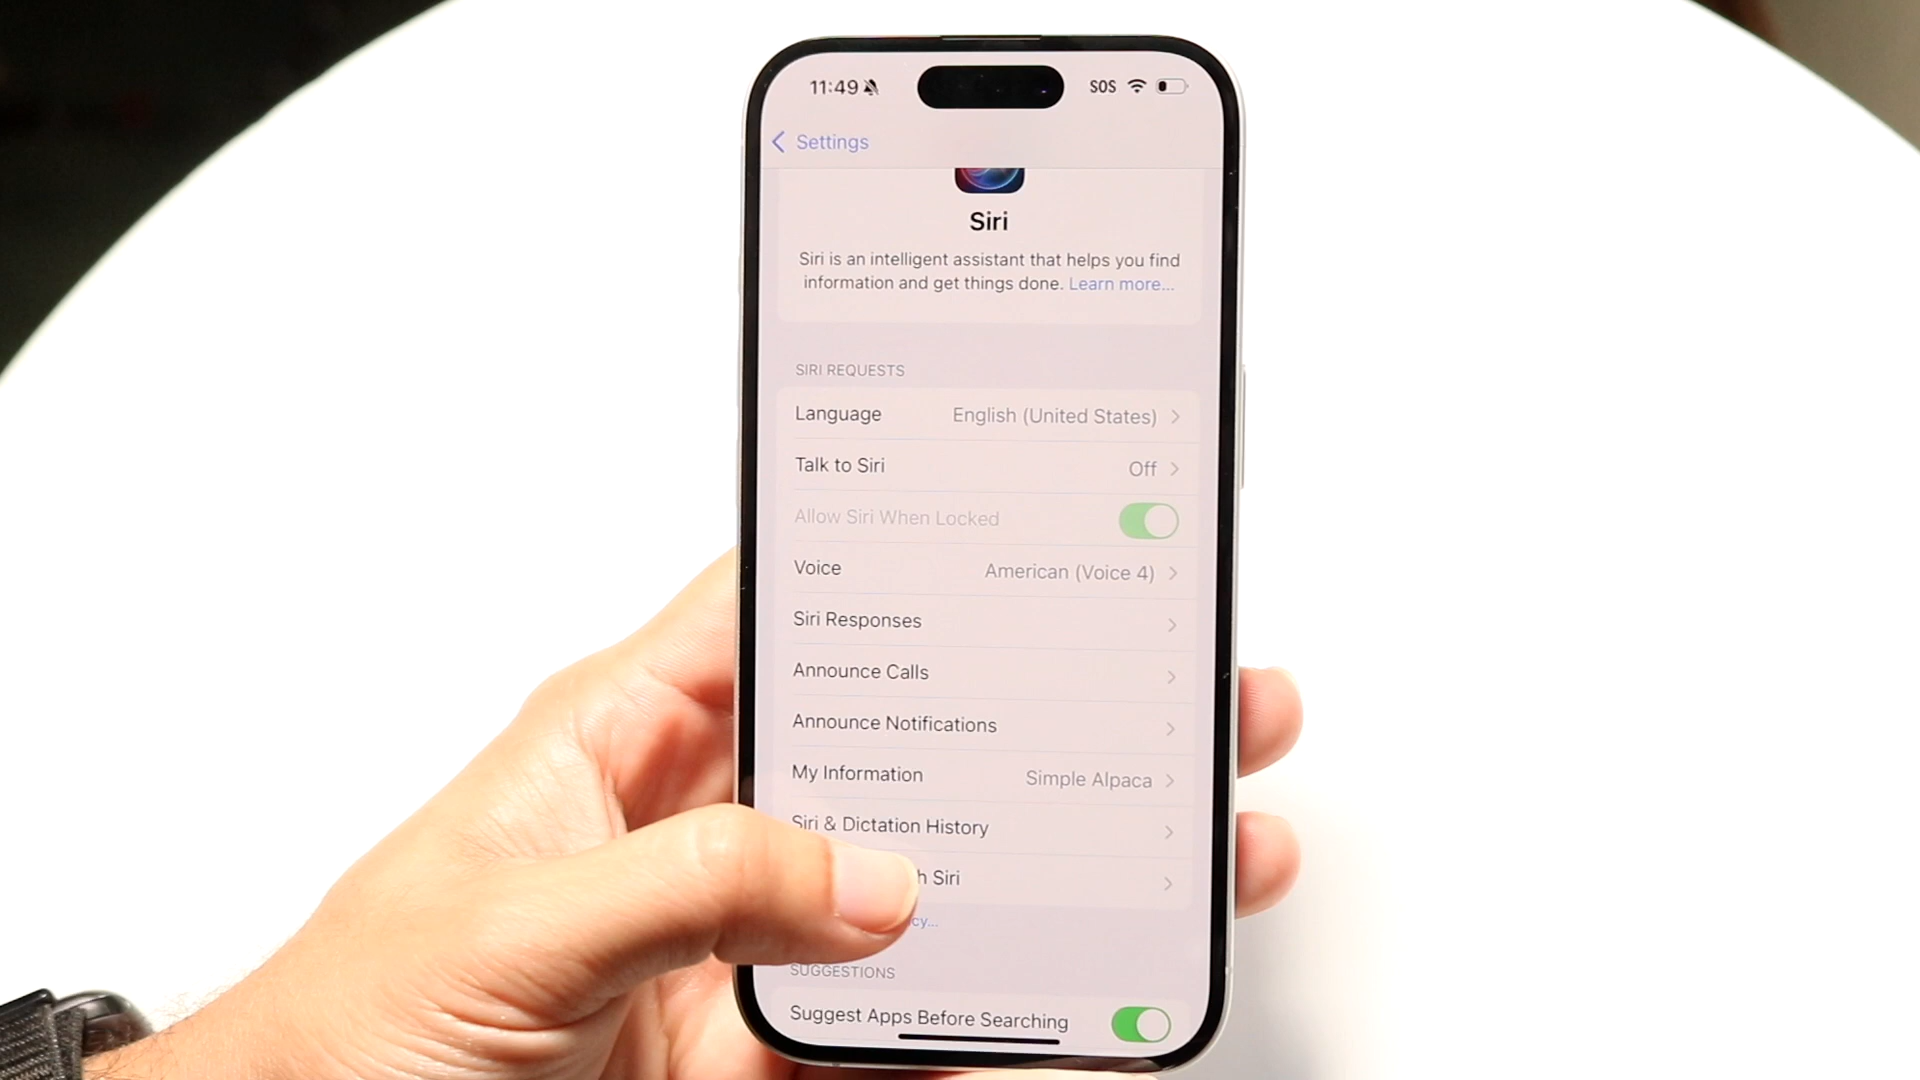 11:49 SOS
Settings
Siri
Siri is an intelligent assistant that helps you find
information and get things done. Learn more...
SIRI REQUESTS
Language English (United States)
Talk to Siri Off
Allow Siri When Locked
Voice American (Voice 4)
Siri Responses
Announce Calls
Announce Notifications
My Information Simple Alpaca
Siri & Dictation History
Siri
SUGGESTIONS
Suggest Apps Before Searching